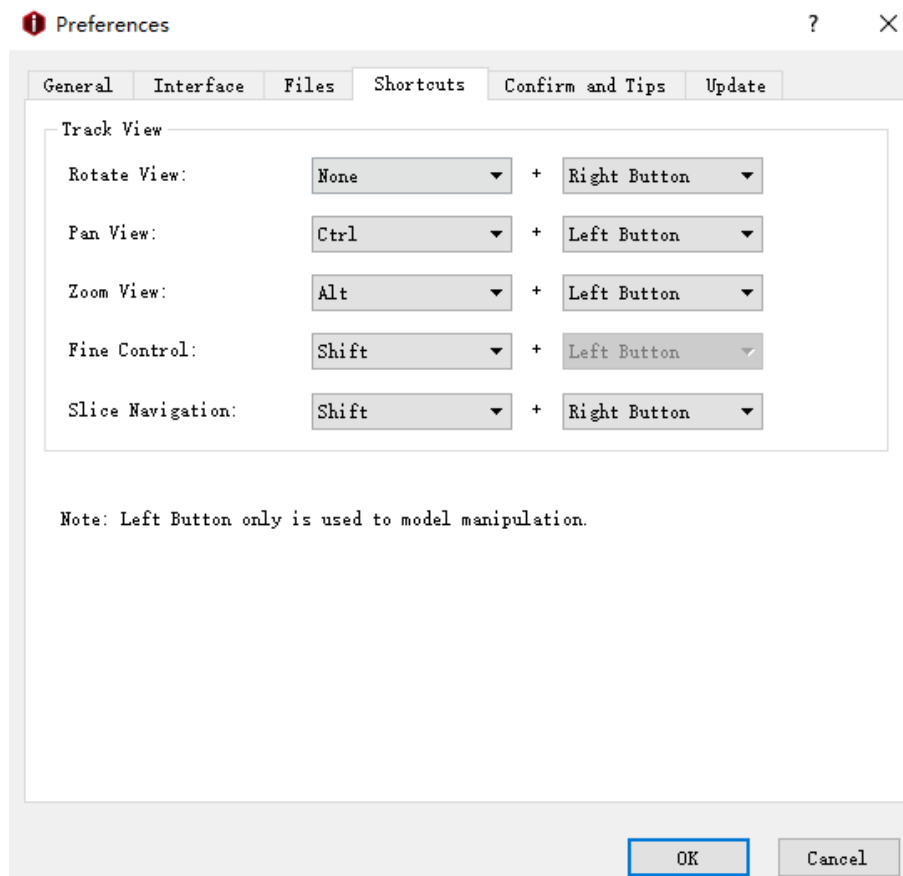 Preferences ?
General Interface Files Shortcuts Confirm and Tips Update
Track View
Rotate View: None + Right Button
Pan View: Ctrl + Left Button
Zoom View: Alt + Left Button
Fine Control: Shift + Left Button
Slice Navigation: Shift + Right Button
Note: Left Button only is used to model manipulation.
OK Cancel